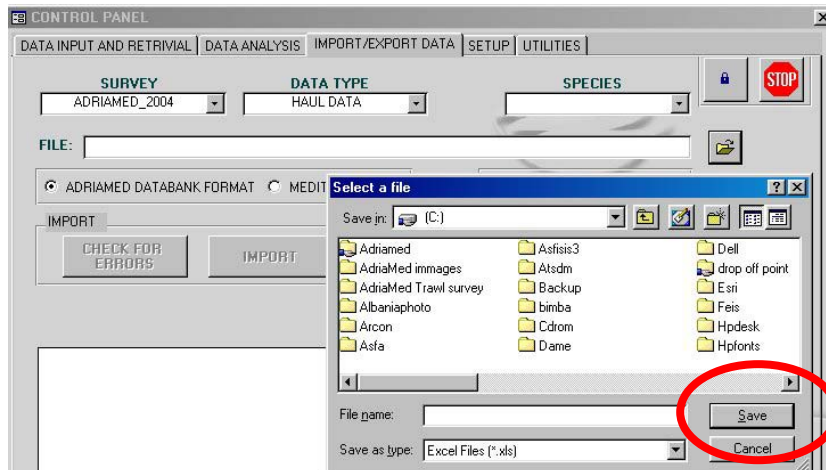 CONTROL PANEL
DATA INPUT AND RETRIVIAL DATA ANALYSIS IMPORT/EXPORT DATA SETUP UTILITIES
SURVEY DATA TYPE SPECIES STOP
ADRIAMED_2004 HAUL DATA
FILE:
ADRIAMED DATABANK FORMAT MEDIT
IMPORT
CHECK FOR
ERRORS
IMPORT
Select a file
Save in: (C:)
Adriamed Asfisis3 Dell
AdriaMed immages Atsdm drop off point
AdriaMed Trawl survey Backup Esri
Albaniaphoto bimba Feis
Arcon Cdrom Hpdesk
Asfa Dame Hpfonts
File name: Save
Save as type: Excel Files (*.xls) Cancel